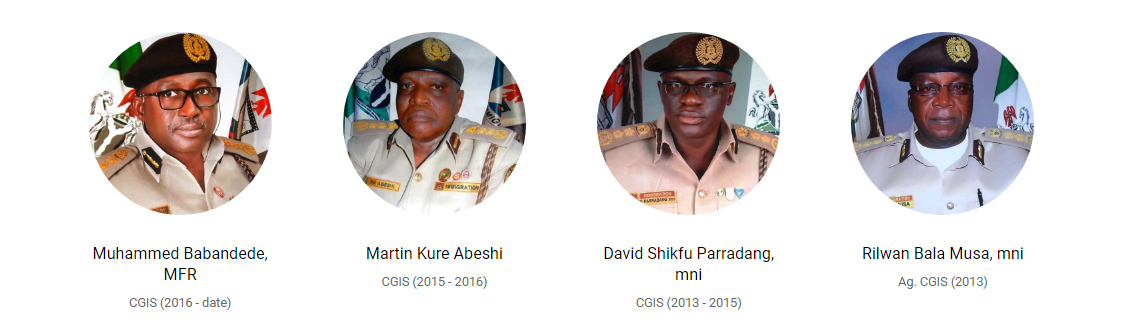 Muhammed Babandede,
MFR
CGIS (2016 - date)
Martin Kure Abeshi
CGIS (2015 - 2016)
David Shikfu Parradang,
mni
CGIS (2013 - 2015)
Rilwan Bala Musa, mni
Ag. CGIS (2013)
IMMIGRATION